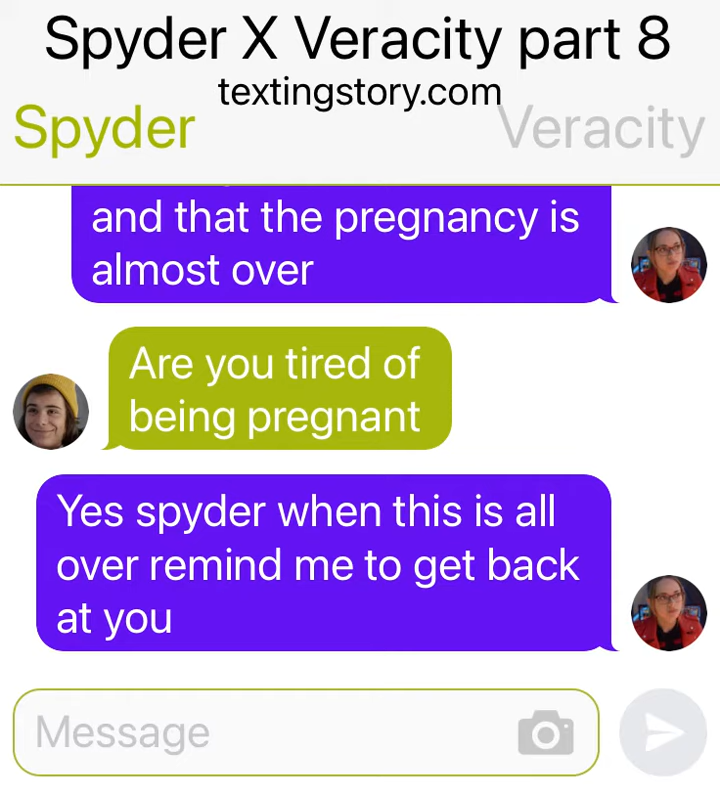 Spyder X Veracity part 8
textingstory.com
Spyder
Veracity
and that the pregnancy is
almost over
Are you tired of
being pregnant
Yes spyder when this is all
over remind me to get back
at you
Message